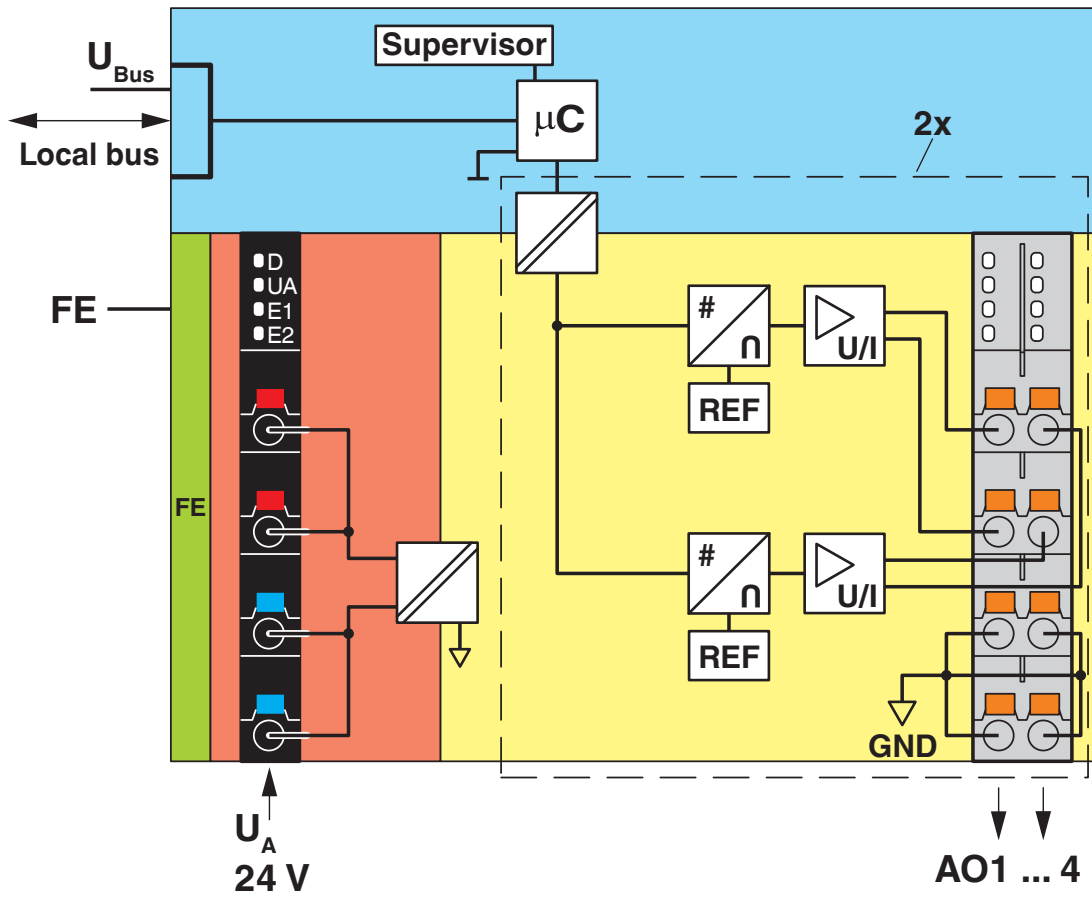 Supervisor
U Bus
µC
2x
Local bus
D
UA
E1
E2
FE
#
∩
U/I
REF
FE
#
∩
U/I
REF
GND
U A
24 V
AO1 ... 4